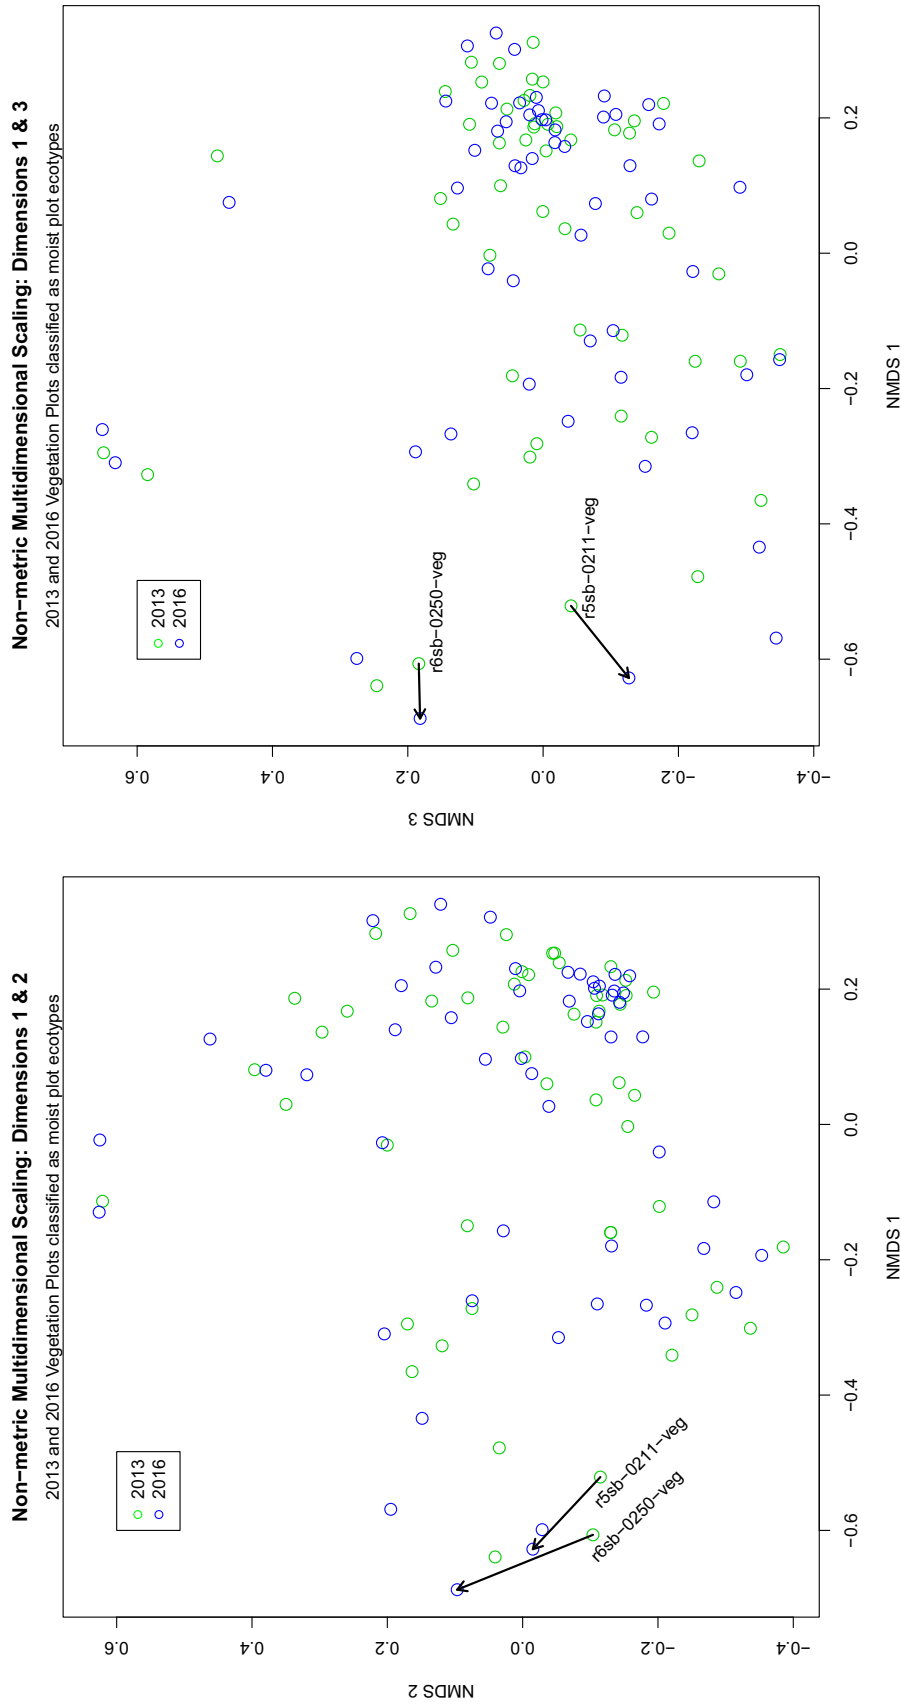 Non−metric Multidimensional Scaling: Dimensions 1 & 2
2013 and 2016 Vegetation Plots classified as moist plot ecotypes
2013
2016
r5sb−0211−veg
r6sb−0250−veg
0.6
0.4
0.2
0.0
−0.2
−0.4
NMDS 2
−0.6
−0.4
−0.2
0.0
0.2
NMDS 1
Non−metric Multidimensional Scaling: Dimensions 1 & 3
2013 and 2016 Vegetation Plots classified as moist plot ecotypes
2013
2016
r6sb−0250−veg
r5sb−0211−veg
0.6
0.4
0.2
0.0
−0.2
−0.4
NMDS 3
−0.6
−0.4
−0.2
0.0
0.2
NMDS 1